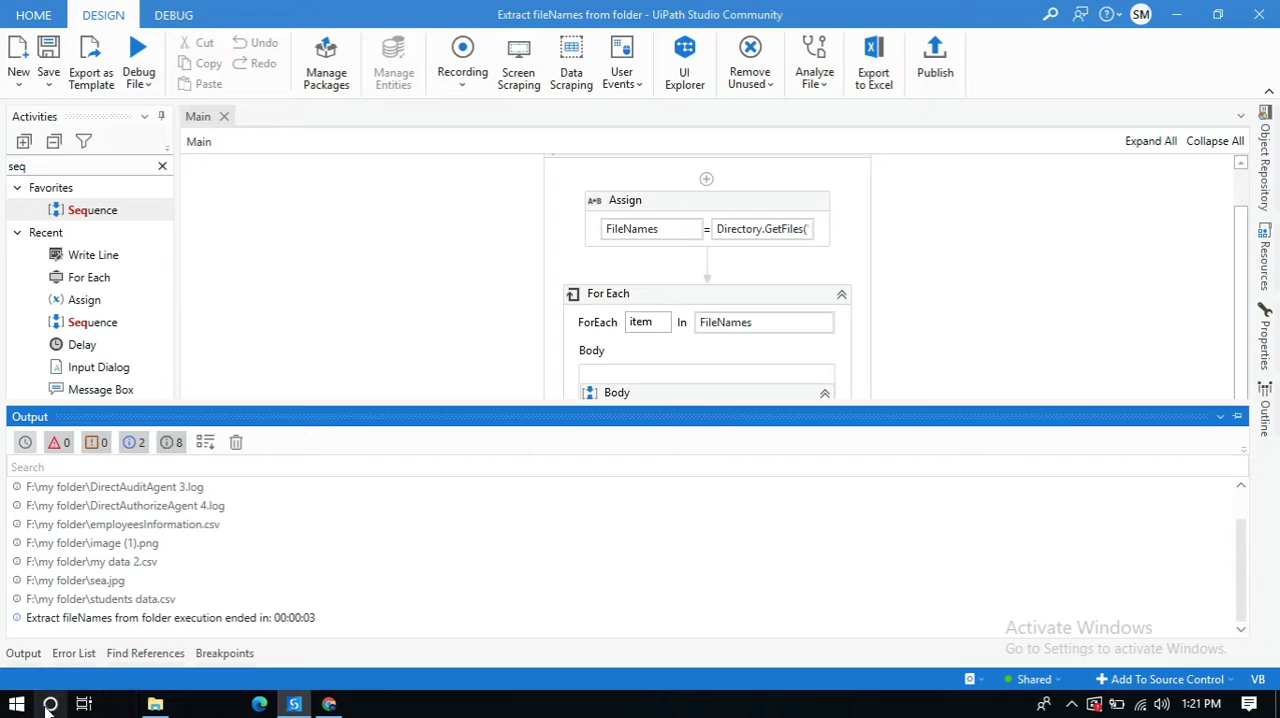 HOME DESIGN DEBUG Extract fileNames from folder - UiPath Studio Community SM
New Save Export as Template Debug File Cut Copy Paste Undo Redo Manage Packages Manage Entities Recording Screen Scraping Data Scraping User Events UI Explorer Remove Unused Analyze File Export to Excel Publish
Activities
Main
Main Expand All Collapse All
seq
Favorites
Sequence
Recent
Write Line
For Each
Assign
Sequence
Delay
Input Dialog
Message Box
A+B Assign
FileNames = Directory.GetFiles(
For Each
ForEach item In FileNames
Body
Body
Object Repository
Resources
Properties
Outline
Output
0 0 2 8
Search
F:\my folder\DirectAuditAgent 3.log
F:\my folder\DirectAuthorizeAgent 4.log
F:\my folder\employeesInformation.csv
F:\my folder\image (1).png
F:\my folder\my data 2.csv
F:\my folder\sea.jpg
F:\my folder\students data.csv
Extract fileNames from folder execution ended in: 00:00:03
Activate Windows
Go to Settings to activate Windows.
Output Error List Find References Breakpoints
Shared Add To Source Control VB
1:21 PM